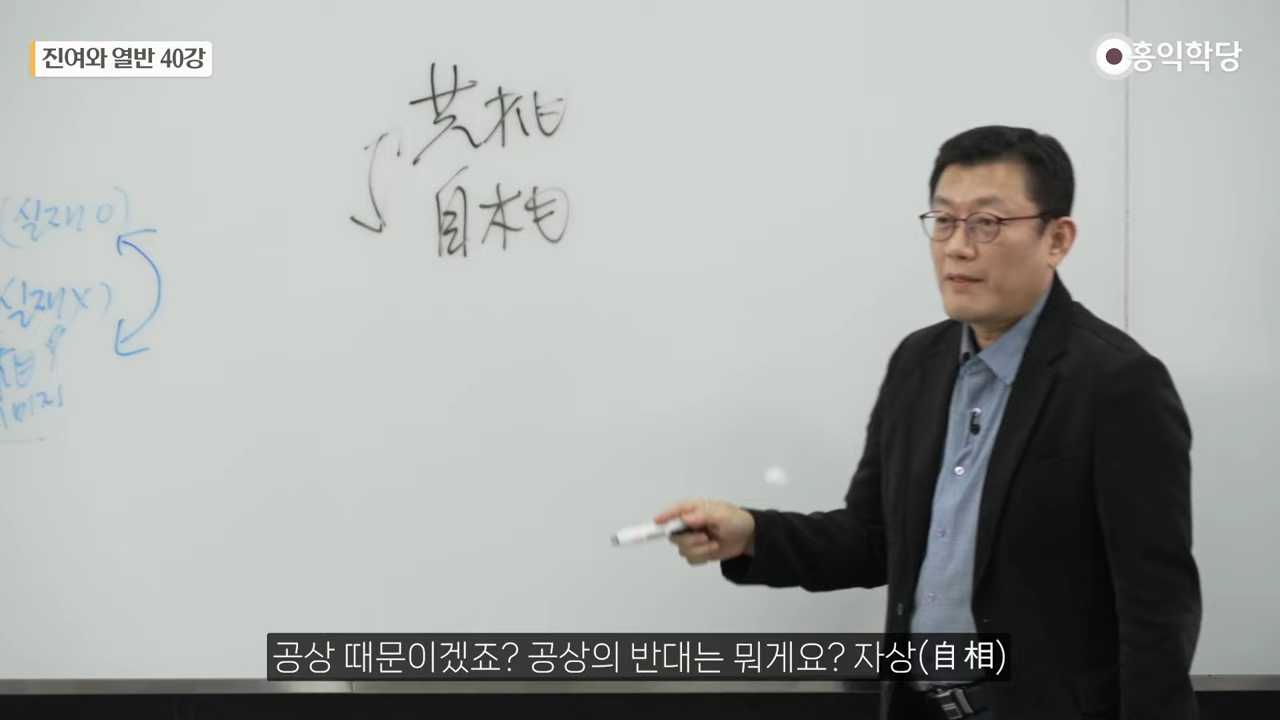 진여와 열반 40강
홍익학당
共相
自相
(실재 O)
실재 X)
공상 때문이겠죠? 공상의 반대는 뭐게요? 자상(自相)